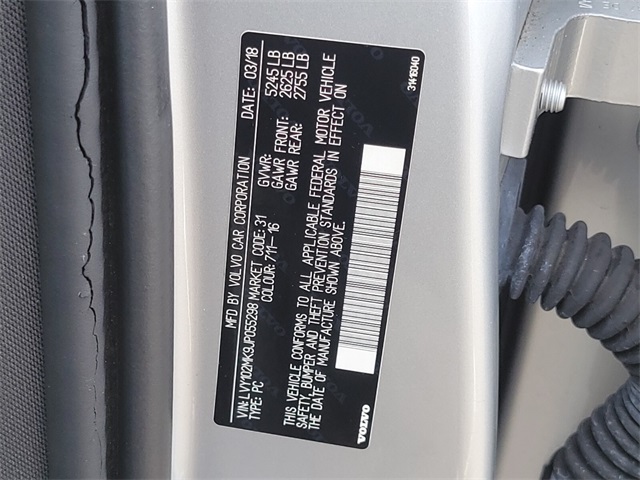 MFD BY VOLVO CAR CORPORATION DATE: 03/18
VIN: LVY102MK9JP055298 MARKET CODE: 31 GVWR: 5245 LB
TYPE: PC COLOUR: 711-16 GAWR FRONT: 2625 LB
GAWR REAR: 2755 LB
THIS VEHICLE CONFORMS TO ALL APPLICABLE FEDERAL MOTOR VEHICLE
SAFETY, BUMPER AND THEFT PREVENTION STANDARDS IN EFFECT ON
THE DATE OF MANUFACTURE SHOWN ABOVE.
VOLVO 31416040